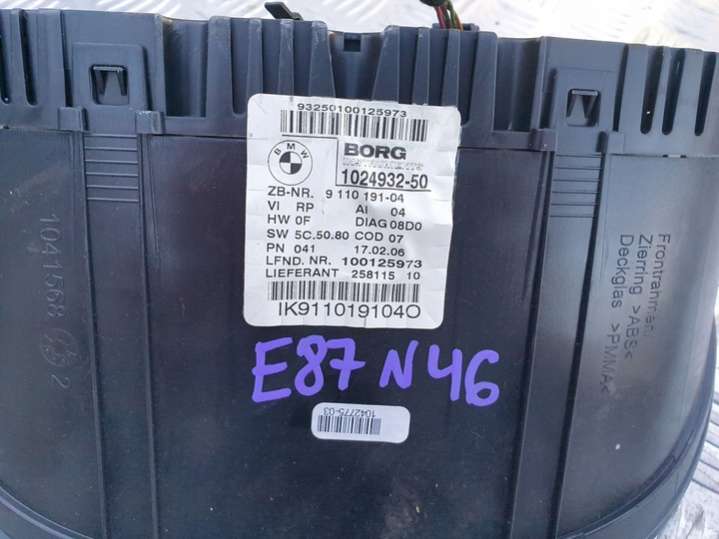 93250100125973
BMW
BORG
1024932-50
ZB-NR. 9 110 191-04
VI RP AI 04
HW 0F DIAG 08D0
SW 5C.50.80 COD 07
PN 041 17.02.06
LFND. NR. 100125973
LIEFERANT 258115 10
IK9110191040
E87 N46
1042775-03
1041568
2
Frontrahmen
Zierring >ABS<
Deckglas >PMMA<